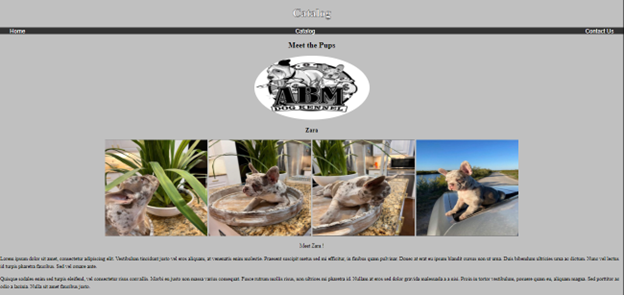 Catalog
Home Catalog Contact Us
Meet the Pups
ABM
DOG KENNEL
Zara
Meet Zara !
Lorem ipsum dolor sit amet, consectetur adipiscing elit. Vestibulum tincidunt justo vel eros aliquam, at venenatis enim molestie. Praesent suscipit metus sed mi efficitur, in finibus quam pulvinar. Donec at erat eu ipsum blandit cursus non ut urna. Duis bibendum ultricies urna ac dictum. Nunc vel lectus
id turpis pharetra faucibus. Sed vel ornare ante.
Quisque sodales enim sed turpis eleifend, vel consectetur risus convallis. Morbi eu justo non massa varius consequat. Fusce rutrum mollis risus, non ultrices mi pharetra id. Nullam at eros sed dolor gravida malesuada a a nisi. Proin in tortor vestibulum, posuere quam eu, aliquam magna. Sed porttitor ac
odio a lacinia. Nulla sit amet faucibus justo.